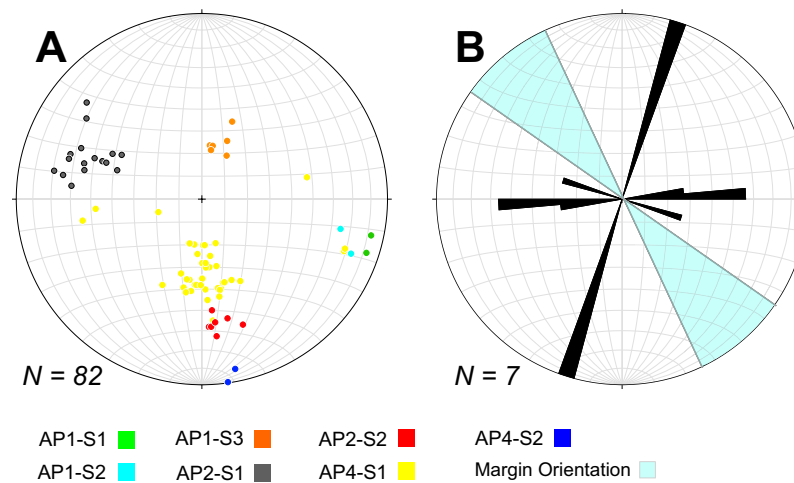 A
B
N = 82
N = 7
AP1-S1
AP1-S3
AP2-S2
AP4-S2
AP1-S2
AP2-S1
AP4-S1
Margin Orientation